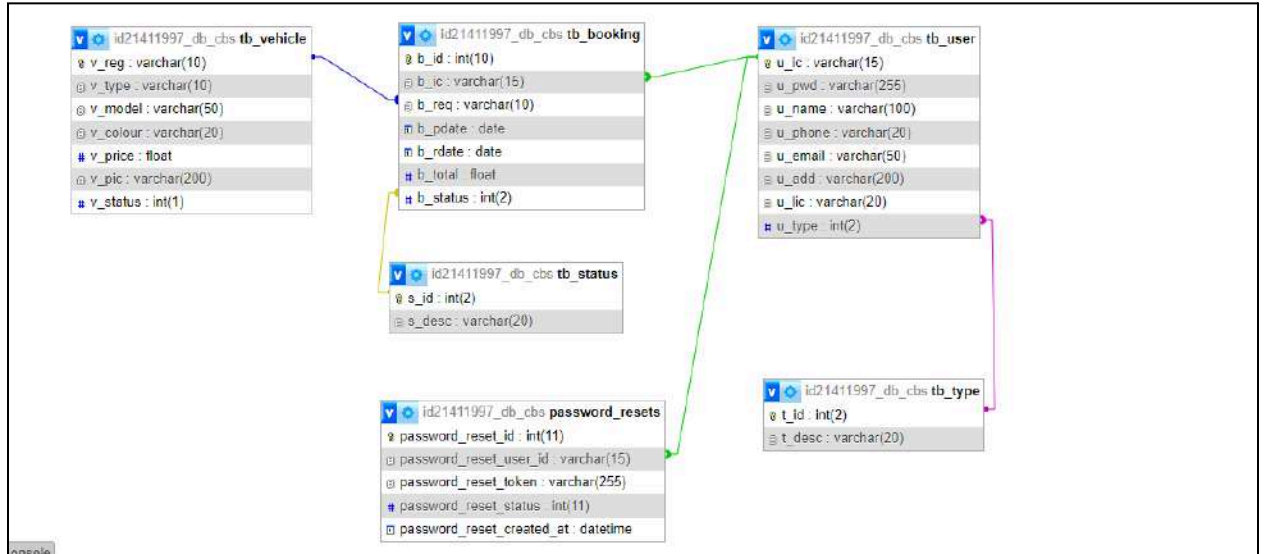 id21411997_db_cbs tb_vehicle
v_reg : varchar(10)
v_type : varchar(10)
v_model : varchar(50)
v_colour : varchar(20)
v_price : float
v_pic : varchar(200)
v_status : int(1)
id21411997_db_cbs tb_booking
b_id : int(10)
b_ic : varchar(15)
b_req : varchar(10)
b_pdate : date
b_rdate : date
b_total : float
b_status : int(2)
id21411997_db_cbs tb_user
u_ic : varchar(15)
u_pwd : varchar(255)
u_name : varchar(100)
u_phone : varchar(20)
u_email : varchar(50)
u_add : varchar(200)
u_lic : varchar(20)
u_type : int(2)
id21411997_db_cbs tb_status
s_id : int(2)
s_desc : varchar(20)
id21411997_db_cbs password_resets
password_reset_id : int(11)
password_reset_user_id : varchar(15)
password_reset_token : varchar(255)
password_reset_status : int(11)
password_reset_created_at : datetime
id21411997_db_cbs tb_type
t_id : int(2)
t_desc : varchar(20)
onsole